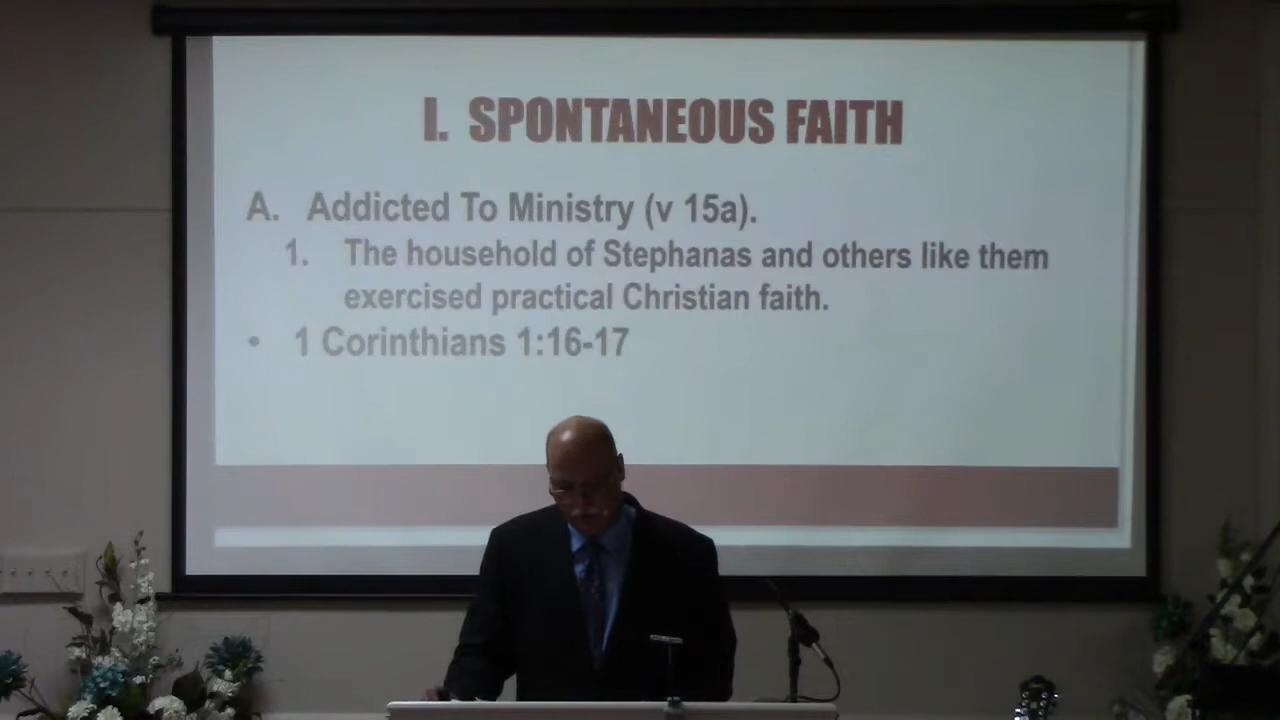 I. SPONTANEOUS FAITH
A. Addicted To Ministry (v 15a).
1. The household of Stephanas and others like them
exercised practical Christian faith.
• 1 Corinthians 1:16-17